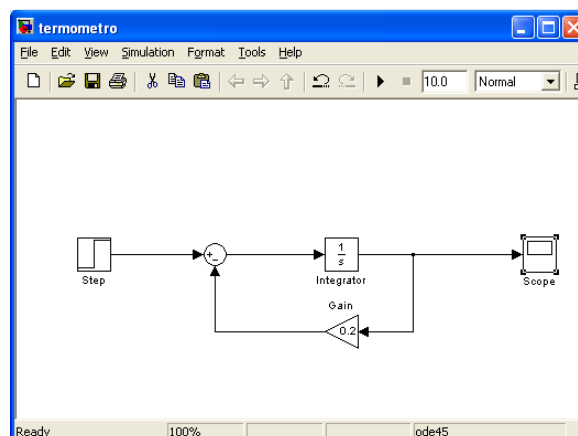 termometro
File Edit View Simulation Format Tools Help
10.0 Normal
+
-
1
s
Step
Integrator
Scope
Gain
0.2
Ready 100% ode45